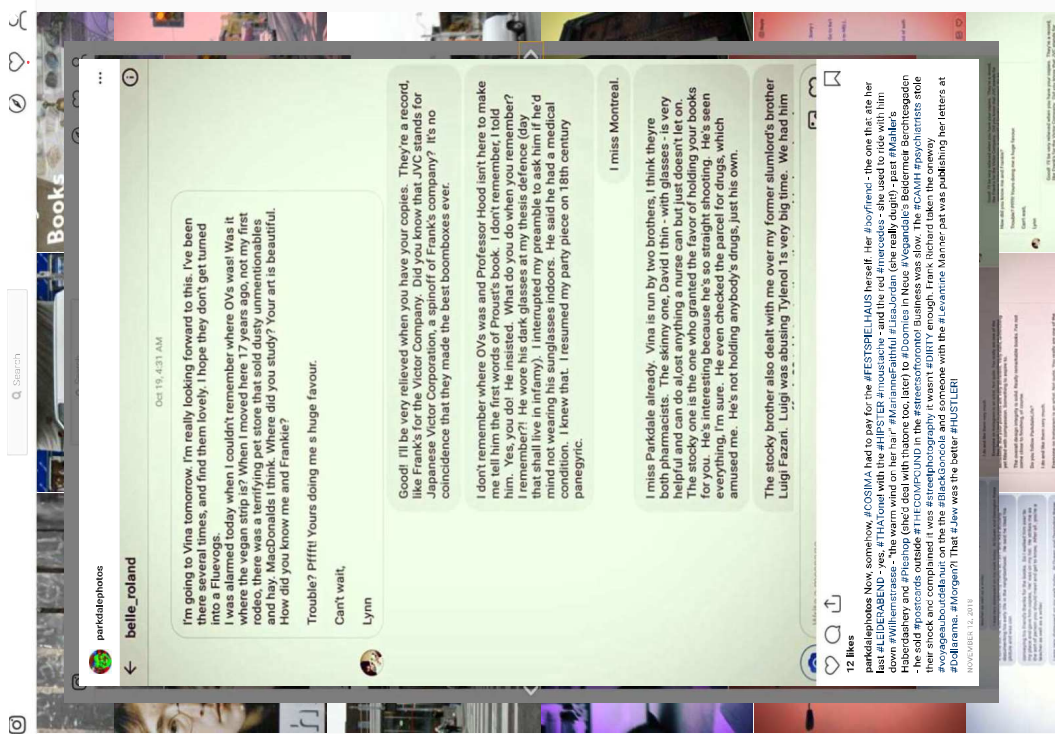 Search
Books
parkdalephotos
belle_roland
Oct 19, 4:31 AM
I'm going to Vina tomorrow. I'm really looking forward to this. I've been
there several times, and find them lovely. I hope they don't get turned
into a Fluevogs.
I was alarmed today when I couldn't remember where OVs was! Was it
where the vegan strip is? When I moved here 17 years ago, not my first
rodeo, there was a terrifying pet store that sold dusty unmentionables
and hay. MacDonalds I think. Where did you study? Your art is beautiful.
How did you know me and Frankie?
Trouble? Pffft! Yours doing me s huge favour.
Can't wait,
Lynn
Good! I'll be very relieved when you have your copies. They're a record,
like Frank's for the Victor Company. Did you know that JVC stands for
Japanese Victor Corporation, a spinoff of Frank's company? It's no
coincidence that they made the best boomboxes ever.
I don't remember where OVs was and Professor Hood isn't here to make
me tell him the first words of Proust's book. I don't remember, I told
him. Yes, you do! He insisted. What do you do when you remember?
I remember?! He wore his dark glasses at my thesis defence (day
that shall live in infamy). I interrupted my preamble to ask him if he'd
mind not wearing his sunglasses indoors. He said he had a medical
condition. I knew that. I resumed my party piece on 18th century
panegyric.
I miss Montreal.
I miss Parkdale already. Vina is run by two brothers, I think theyre
both pharmacists. The skinny one, David I thin - with glasses - is very
helpful and can do al,ost anything a nurse can but just doesn't let on.
The stocky one is the one who granted the favor of holding your books
for you. He's interesting because he's so straight shooting. He's seen
everything, I'm sure. He even checked the parcel for drugs, which
amused me. He's not holding anybody's drugs, just his own.
The stocky brother also dealt with me over my former slumlord's brother
Luigi Fazari. Luigi was abusing Tylenol 1s very big time. We had him
12 likes
parkdalephotos Now, somehow, #COSIMA had to pay for the #FESTSPIELHAUS herself. Her #boyfirend - the one that ate her
last #LEIDERABEND - yes, #THATone! with the #HIPSTER #moustache - and the red #mercedes - she used to ride with him
down #Wilhemstrasse - "the warm wind on her hair" #MarianneFaithful #LisaJordan (she really dugit!) - past #Mahler's
Haberdashery and #Pieshop (she'd deal with thatone too, later) to #Doomies in Neue #Vegandale's Beidermeir Berchtesgaden
- he sold #postcards outside #THECOMPOUND in the #streetsoftoronto! Business was slow. The #CAMH #psychiatrists stole
their shock and complained it was #streetphotography it wasn't #DIRTY enough. Frank Richard taken the oneway
#voyageauboutdelanuit on the the #BlackGondola and someone with the #Levantine Manner pat was publishing her letters at
#Dollarama. #Morgen?! That #Jew was the better #HUSTLER!
NOVEMBER 12, 2018